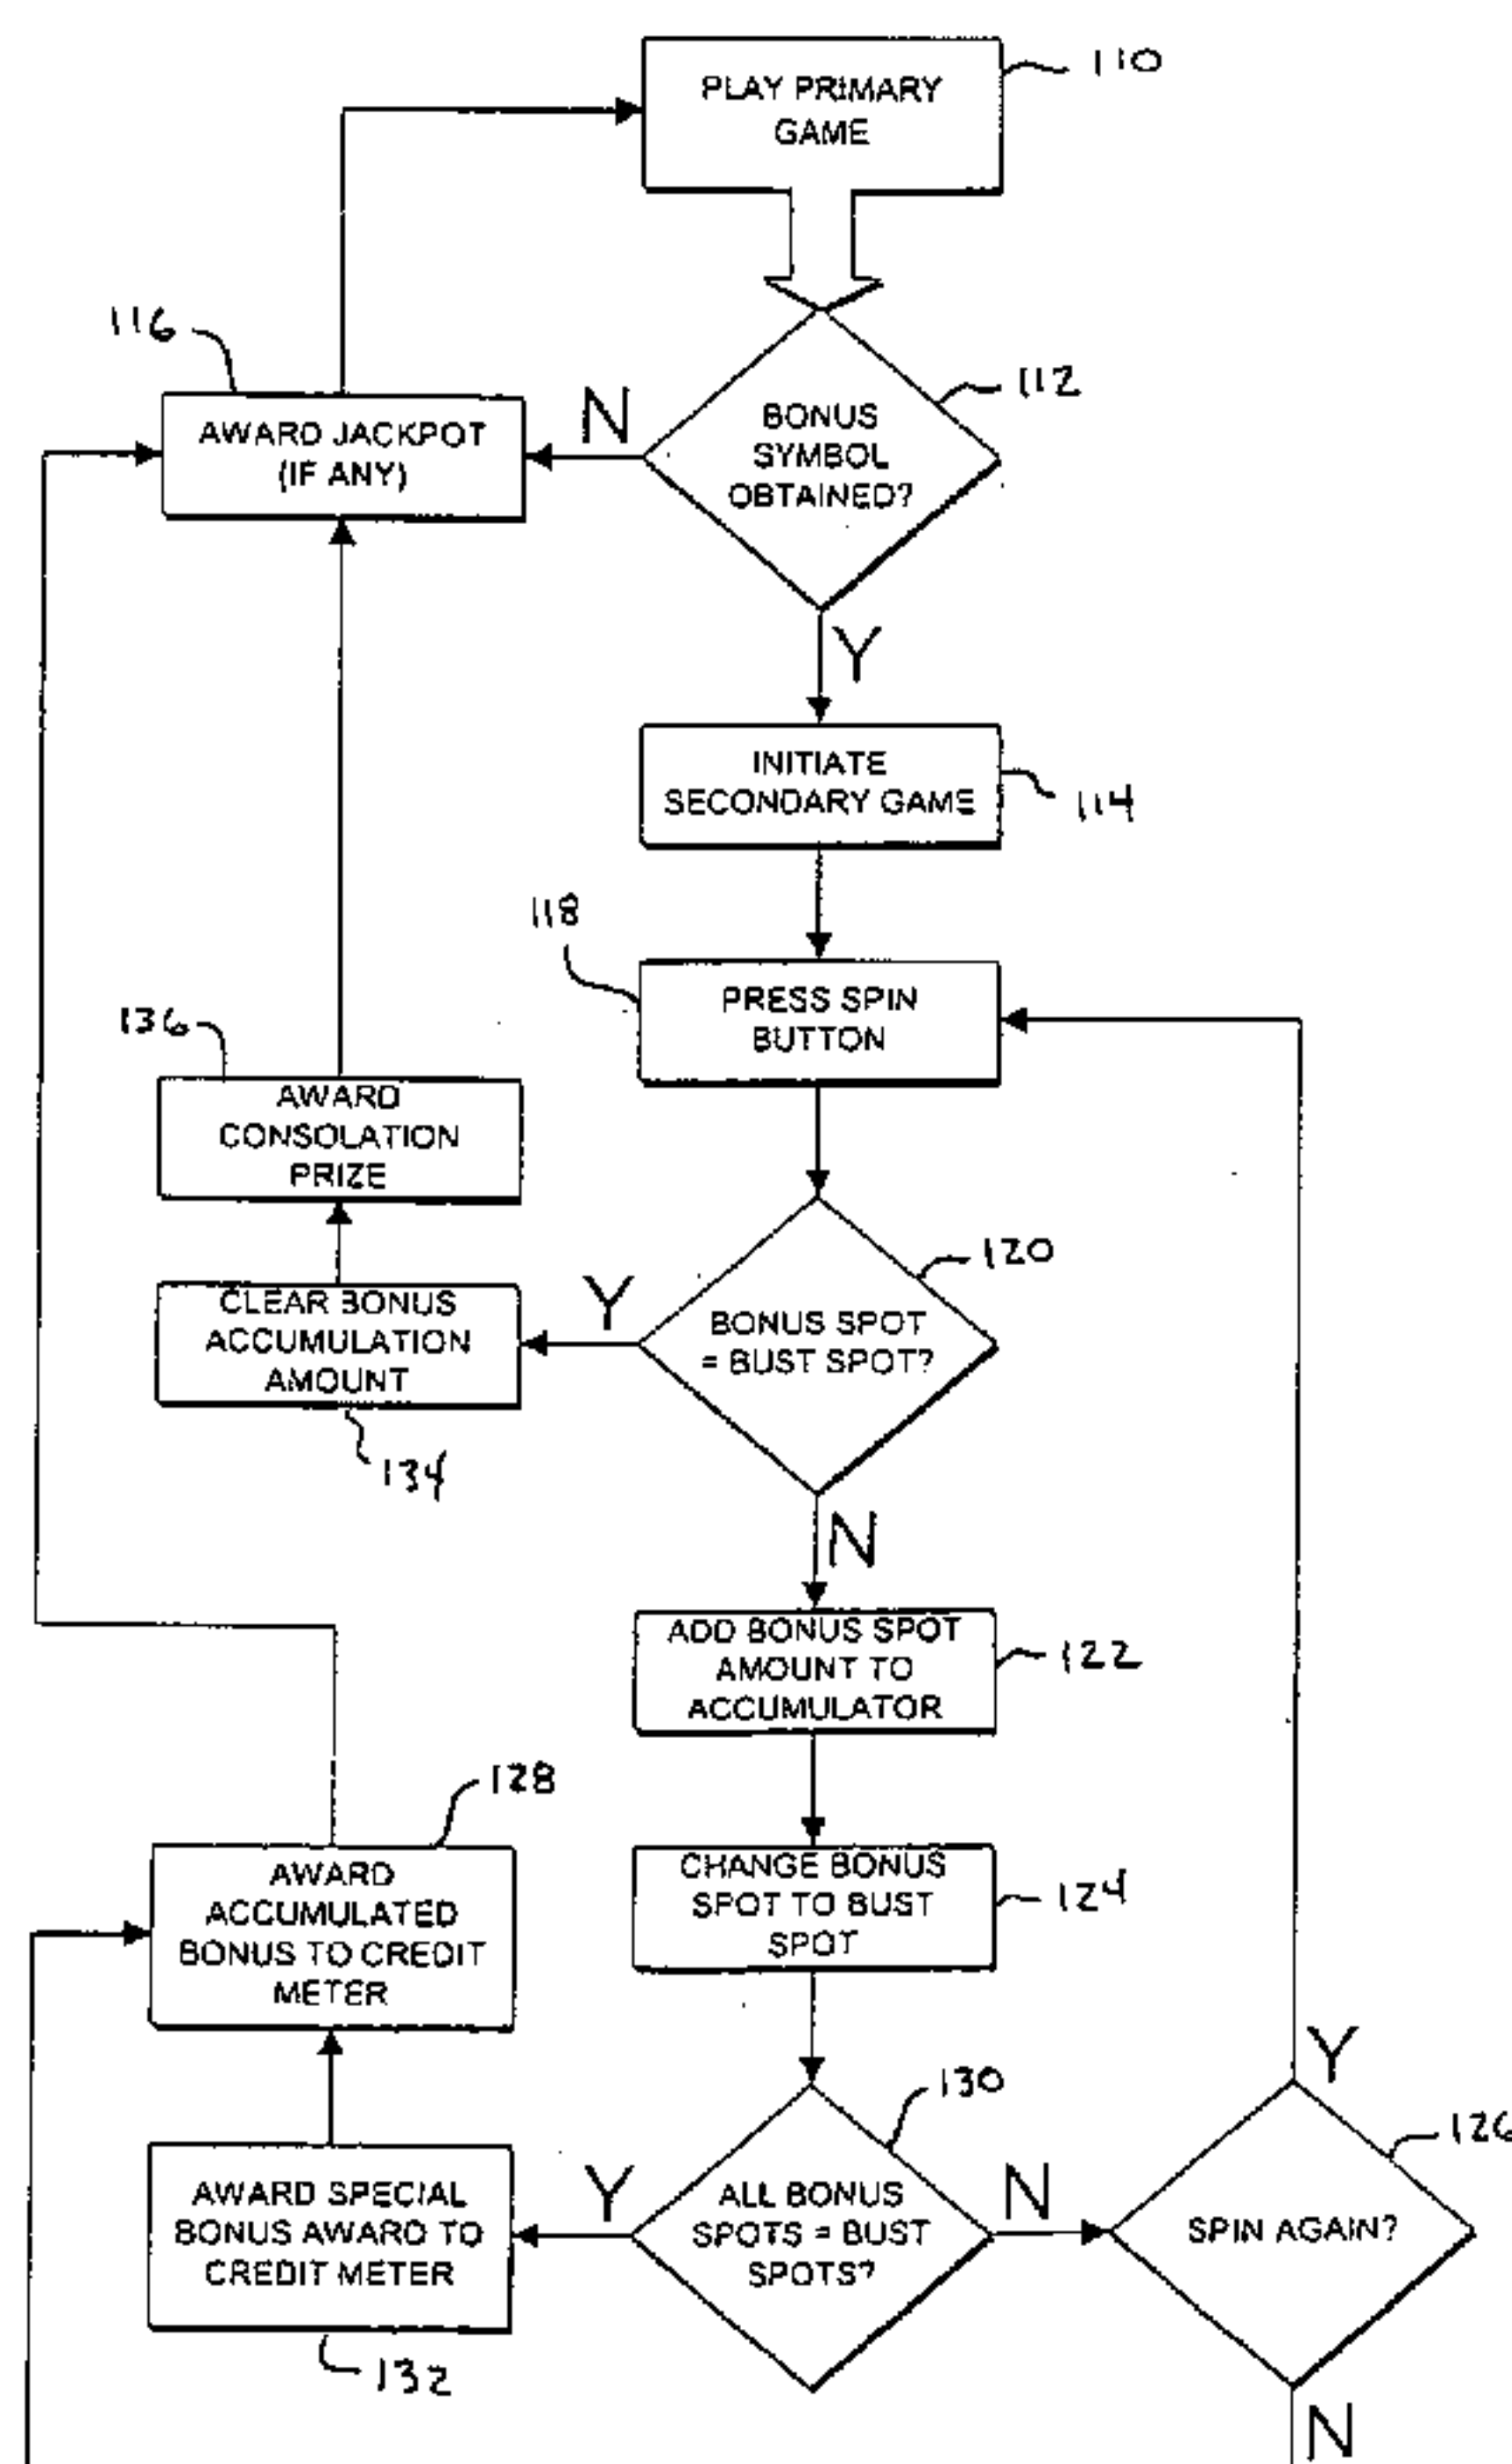 PLAY PRIMARY
GAME
110
116
AWARD JACKPOT
(IF ANY)
N
BONUS
SYMBOL
OBTAINED?
112
Y
INITIATE
SECONDARY GAME
114
118
PRESS SPIN
BUTTON
136
AWARD
CONSOLATION
PRIZE
CLEAR BONUS
ACCUMULATION
AMOUNT
134
Y
BONUS SPOT
= BUST SPOT?
120
N
ADD BONUS SPOT
AMOUNT TO
ACCUMULATOR
122
128
AWARD
ACCUMULATED
BONUS TO CREDIT
METER
CHANGE BONUS
SPOT TO BUST
SPOT
124
AWARD SPECIAL
BONUS AWARD TO
CREDIT METER
132
Y
ALL BONUS
SPOTS = BUST
SPOTS?
130
N
Y
SPIN AGAIN?
126
N